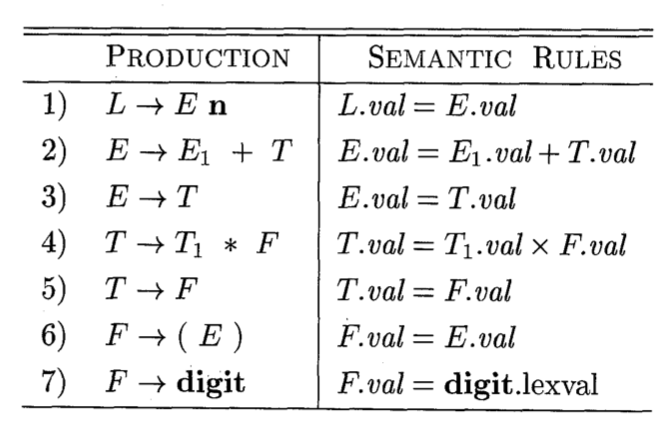 PRODUCTION SEMANTIC RULES
1) L → E n L.val = E.val
2) E → E₁ + T E.val = E₁.val + T.val
3) E → T E.val = T.val
4) T → T₁ * F T.val = T₁.val × F.val
5) T → F T.val = F.val
6) F → ( E ) F.val = E.val
7) F → digit F.val = digit.lexval